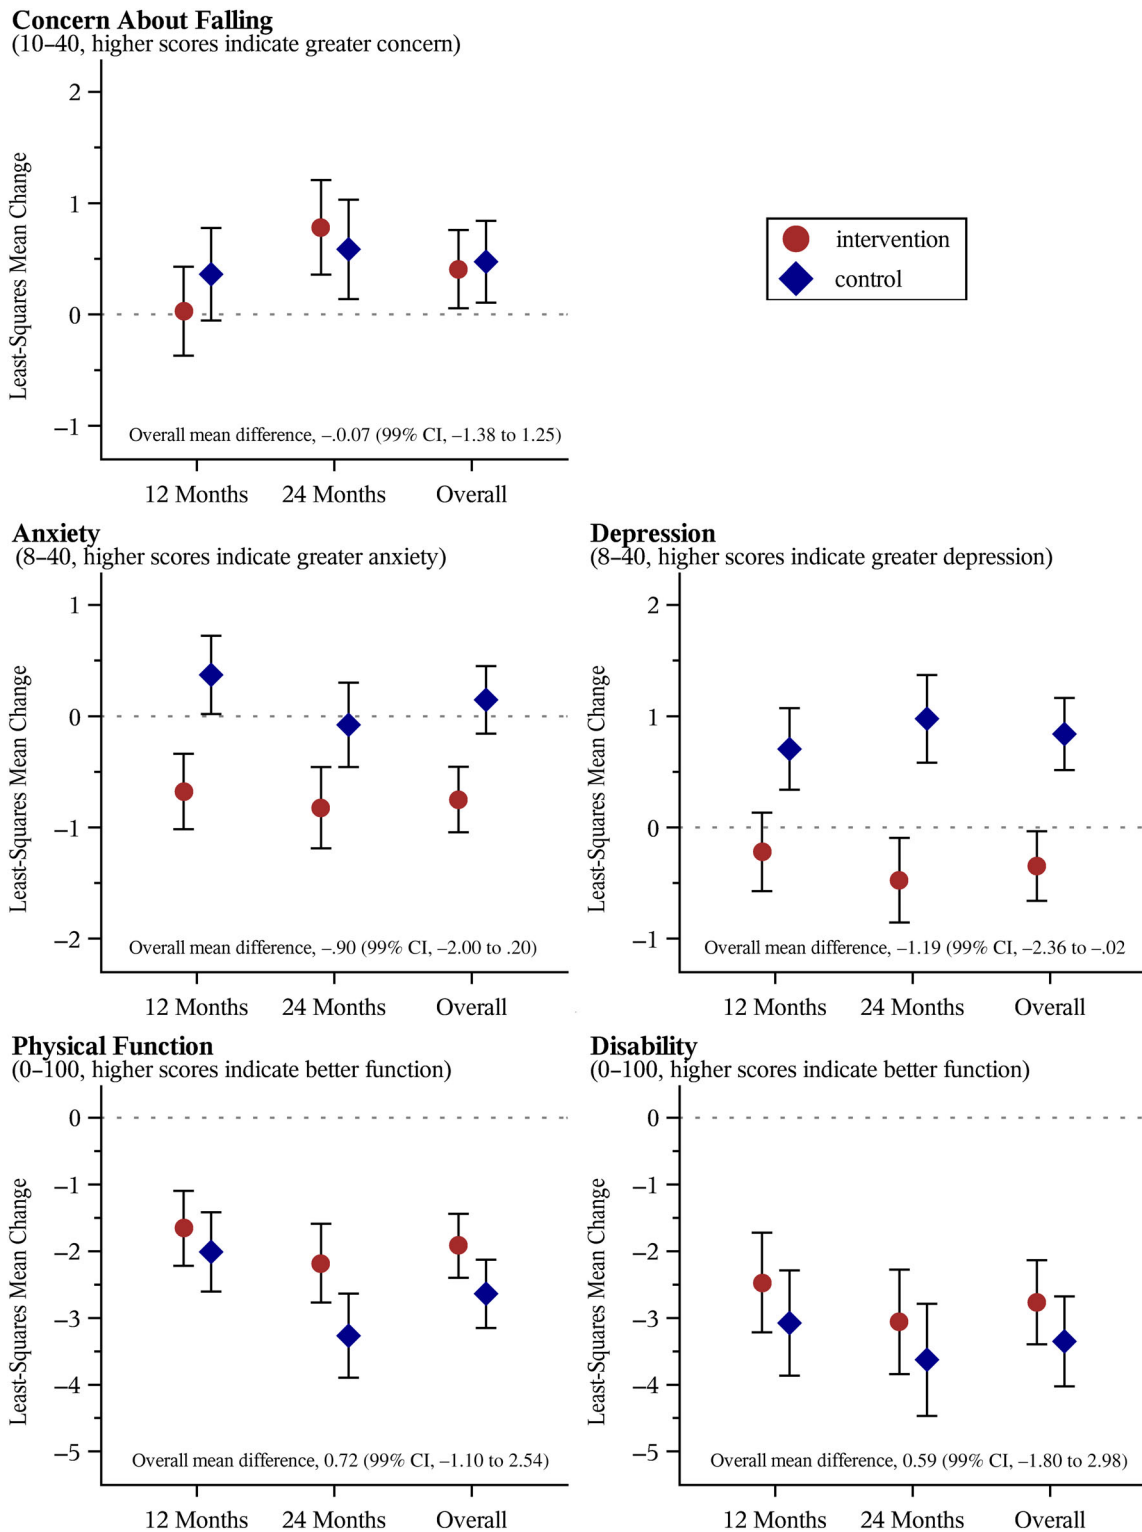 Concern About Falling
(10–40, higher scores indicate greater concern)
Least-Squares Mean Change
2
1
0
–1
Overall mean difference, –.0.07 (99% CI, –1.38 to 1.25)
12 Months 24 Months Overall
intervention
control
Anxiety
(8–40, higher scores indicate greater anxiety)
Least-Squares Mean Change
1
0
–1
–2
Overall mean difference, –.90 (99% CI, –2.00 to .20)
12 Months 24 Months Overall
Depression
(8–40, higher scores indicate greater depression)
Least-Squares Mean Change
2
1
0
–1
Overall mean difference, –1.19 (99% CI, –2.36 to –.02
12 Months 24 Months Overall
Physical Function
(0–100, higher scores indicate better function)
Least-Squares Mean Change
0
–1
–2
–3
–4
–5
Overall mean difference, 0.72 (99% CI, –1.10 to 2.54)
12 Months 24 Months Overall
Disability
(0–100, higher scores indicate better function)
Least-Squares Mean Change
0
–1
–2
–3
–4
–5
Overall mean difference, 0.59 (99% CI, –1.80 to 2.98)
12 Months 24 Months Overall